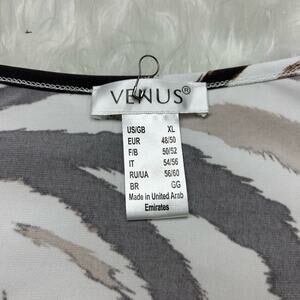 VENUS®
US/GB XL
EUR 48/50
F/B 50/52
IT 54/56
RU/UA 56/60
BR GG
Made in United Arab
Emirates